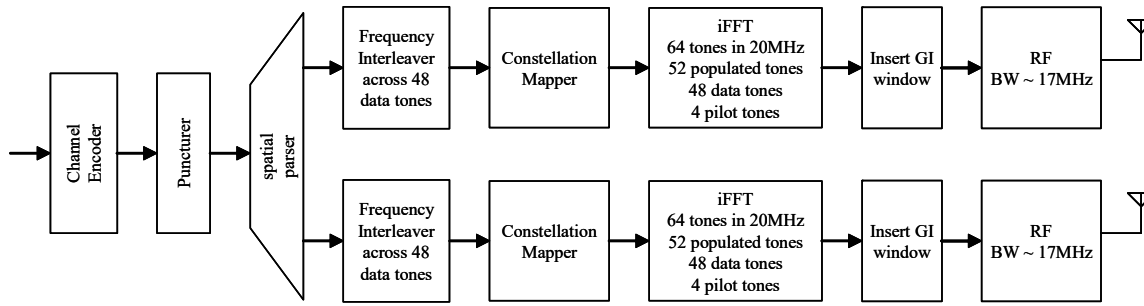 Channel
Encoder
Puncturer
spatial
parser
Frequency
Interleaver
across 48
data tones
Constellation
Mapper
iFFT
64 tones in 20MHz
52 populated tones
48 data tones
4 pilot tones
Insert GI
window
RF
BW ~ 17MHz
Frequency
Interleaver
across 48
data tones
Constellation
Mapper
iFFT
64 tones in 20MHz
52 populated tones
48 data tones
4 pilot tones
Insert GI
window
RF
BW ~ 17MHz